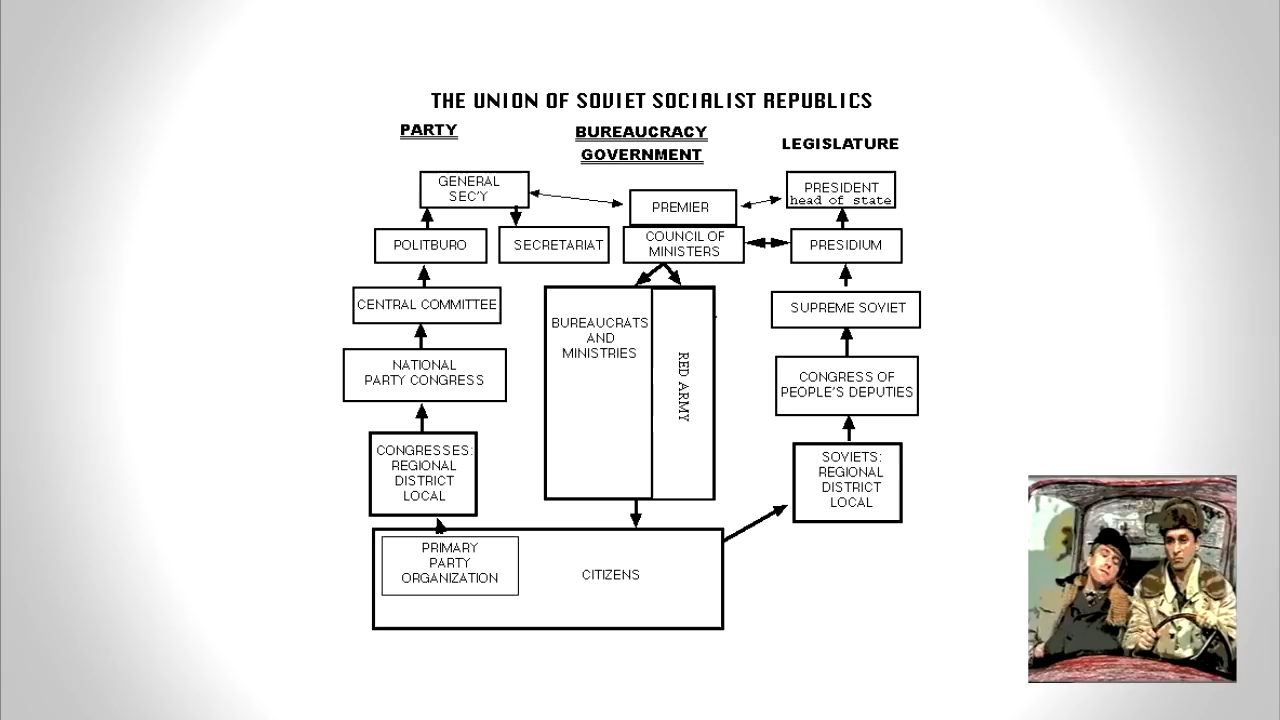 THE UNION OF SOVIET SOCIALIST REPUBLICS
PARTY
BUREAUCRACY
GOVERNMENT
LEGISLATURE
GENERAL
SEC'Y
PREMIER
PRESIDENT
head of state
POLITBURO
SECRETARIAT
COUNCIL OF
MINISTERS
PRESIDIUM
CENTRAL COMMITTEE
BUREAUCRATS
AND
MINISTRIES
RED ARMY
SUPREME SOVIET
NATIONAL
PARTY CONGRESS
CONGRESS OF
PEOPLE'S DEPUTIES
CONGRESSES:
REGIONAL
DISTRICT
LOCAL
SOVIETS:
REGIONAL
DISTRICT
LOCAL
PRIMARY
PARTY
ORGANIZATION
CITIZENS